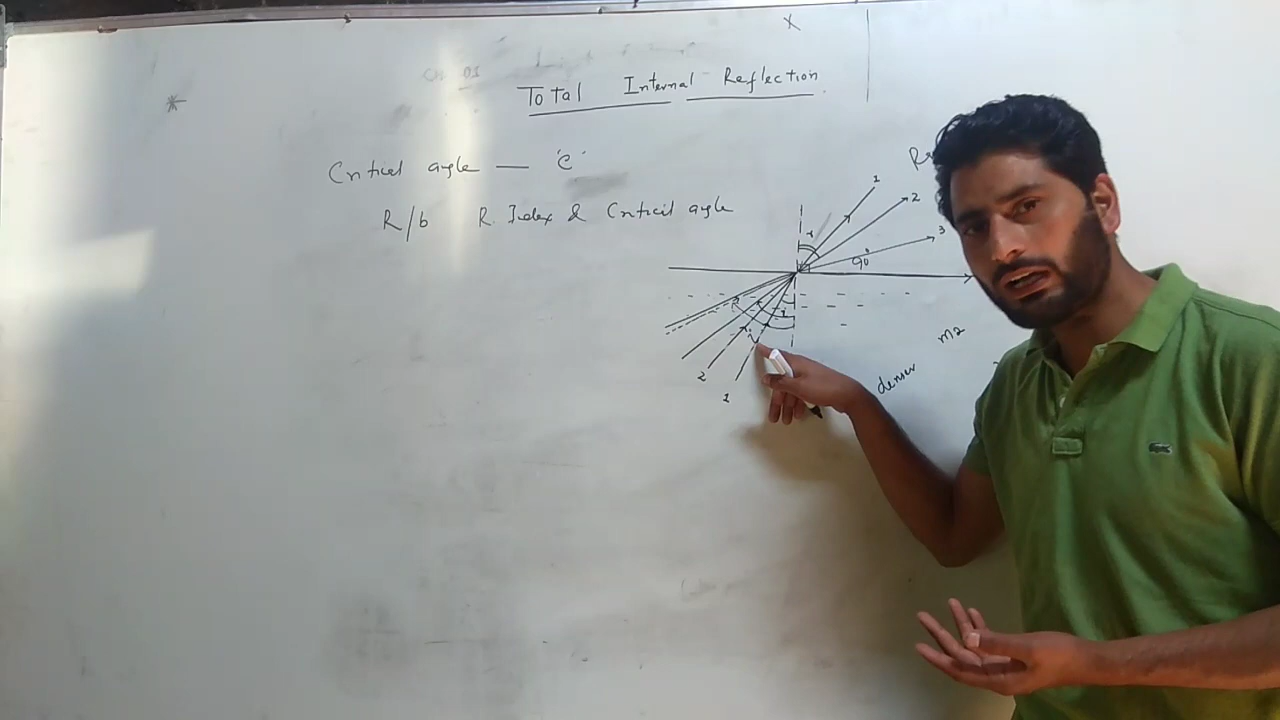 Total Internal Reflection
Critical angle — 'C'
R/b R. Index & Critical angle
1
2
3
r
90°
i
m2
denser
2
1